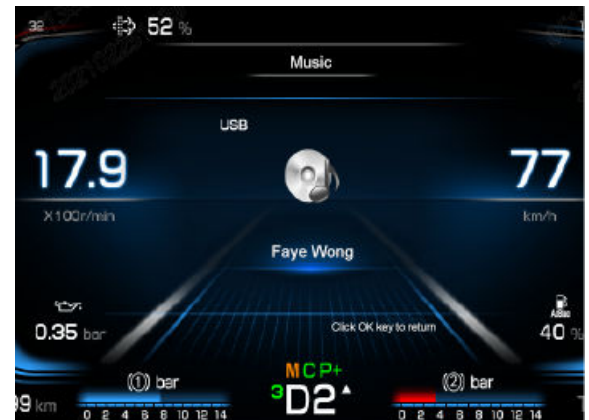 32
52 %
Music
USB
17.9
X100r/min
77
km/h
Faye Wong
0.35 bar
Click OK key to return
40 %
MCP+
(1) bar
3D2
(2) bar
km
0 2 4 6 8 10 12 14
0 2 4 6 8 10 12 14